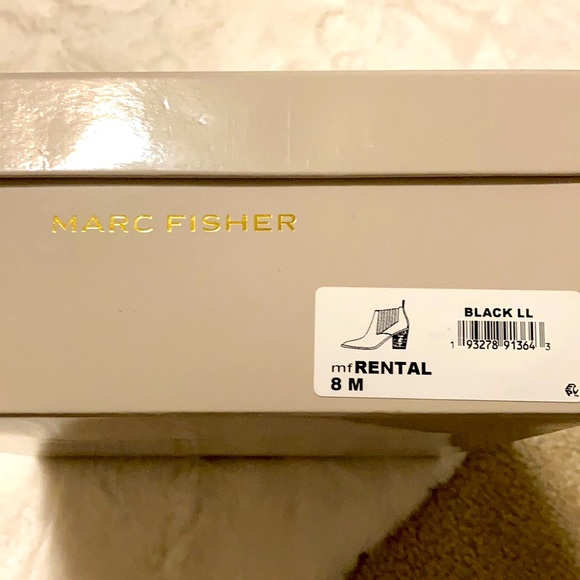 MARC FISHER
BLACK LL
1 93278 91364 3
mfRENTAL
8 M